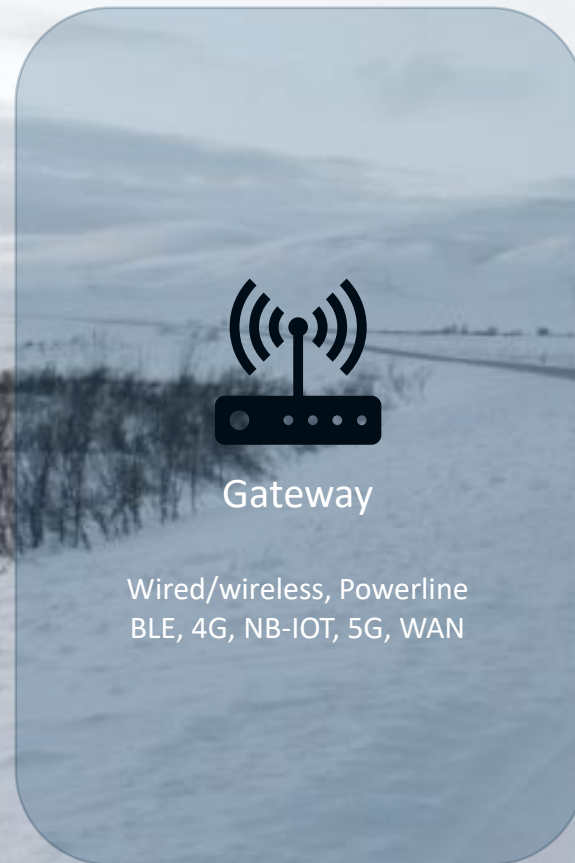 Gateway
Wired/wireless, Powerline
BLE, 4G, NB-IOT, 5G, WAN